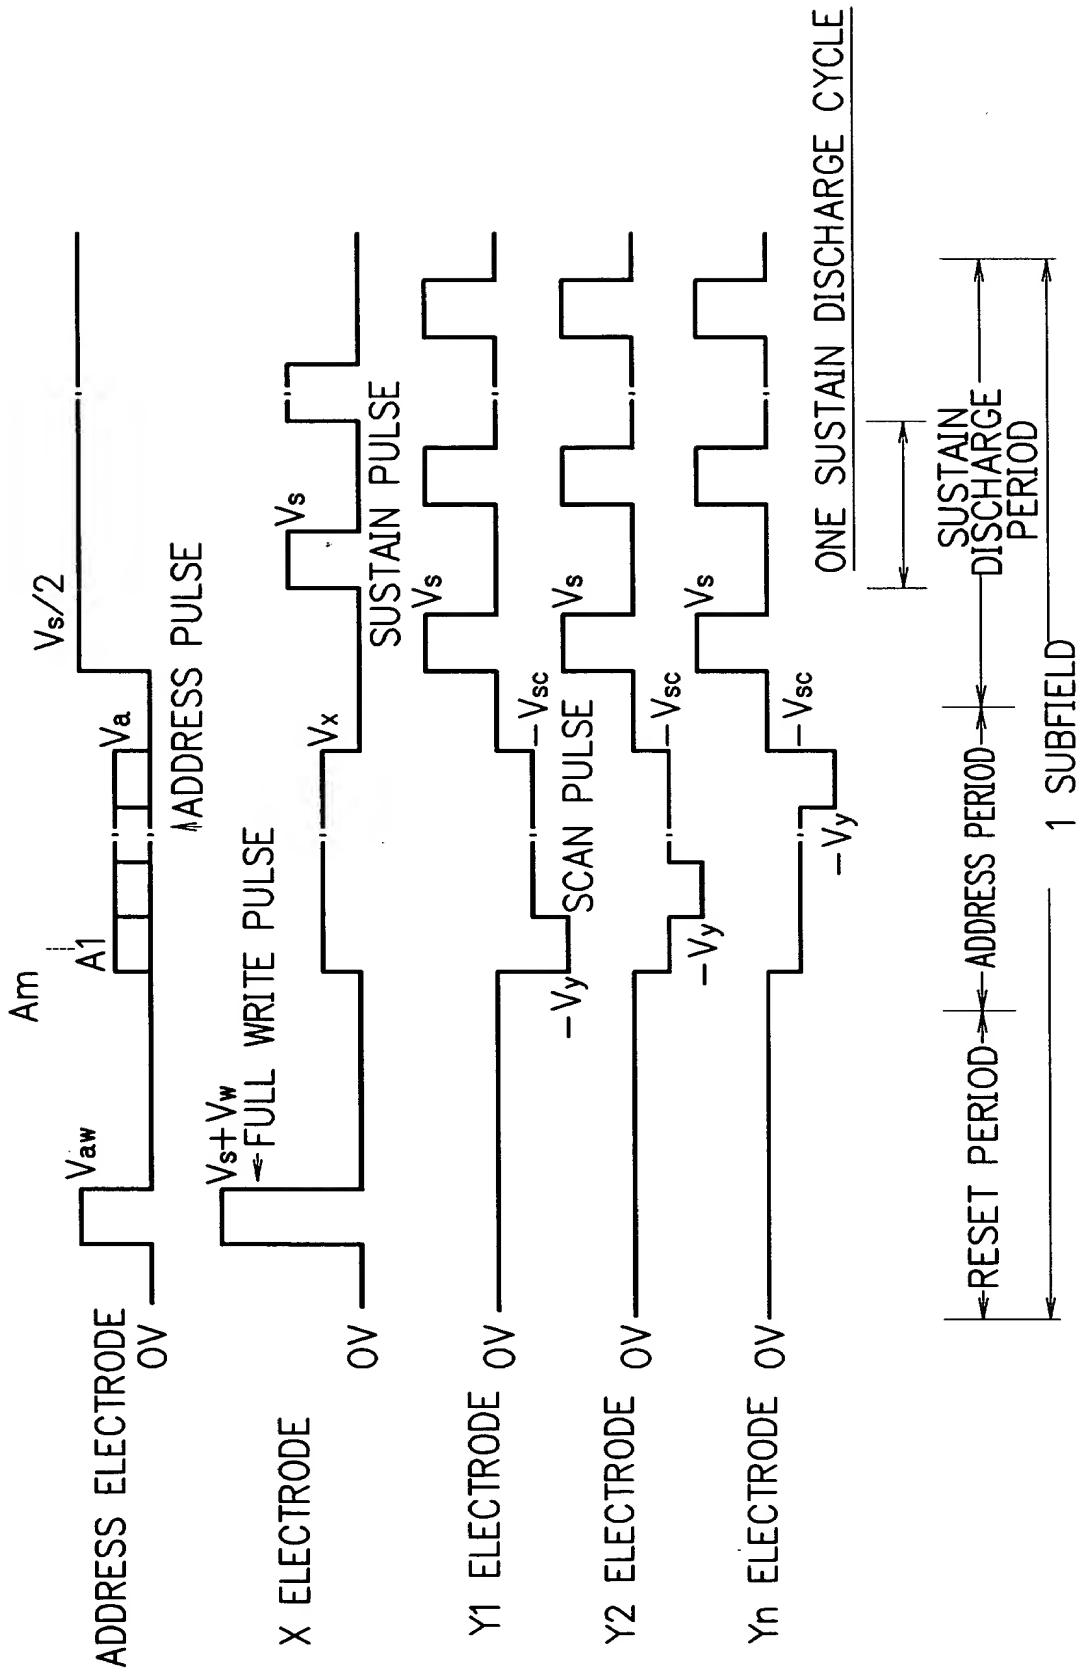 ADDRESS ELECTRODE
0V
Vaw
Am
A1
Va
Vs/2
ADDRESS PULSE
X ELECTRODE
0V
Vs+Vw
FULL WRITE PULSE
Vx
Vs
SUSTAIN PULSE
Y1 ELECTRODE 0V
-Vy
-Vsc
Vs
SCAN PULSE
Y2 ELECTRODE 0V
-Vy
-Vsc
Vs
Yn ELECTRODE 0V
-Vy
-Vsc
Vs
ONE SUSTAIN DISCHARGE CYCLE
RESET PERIOD
ADDRESS PERIOD
SUSTAIN
DISCHARGE
PERIOD
1 SUBFIELD